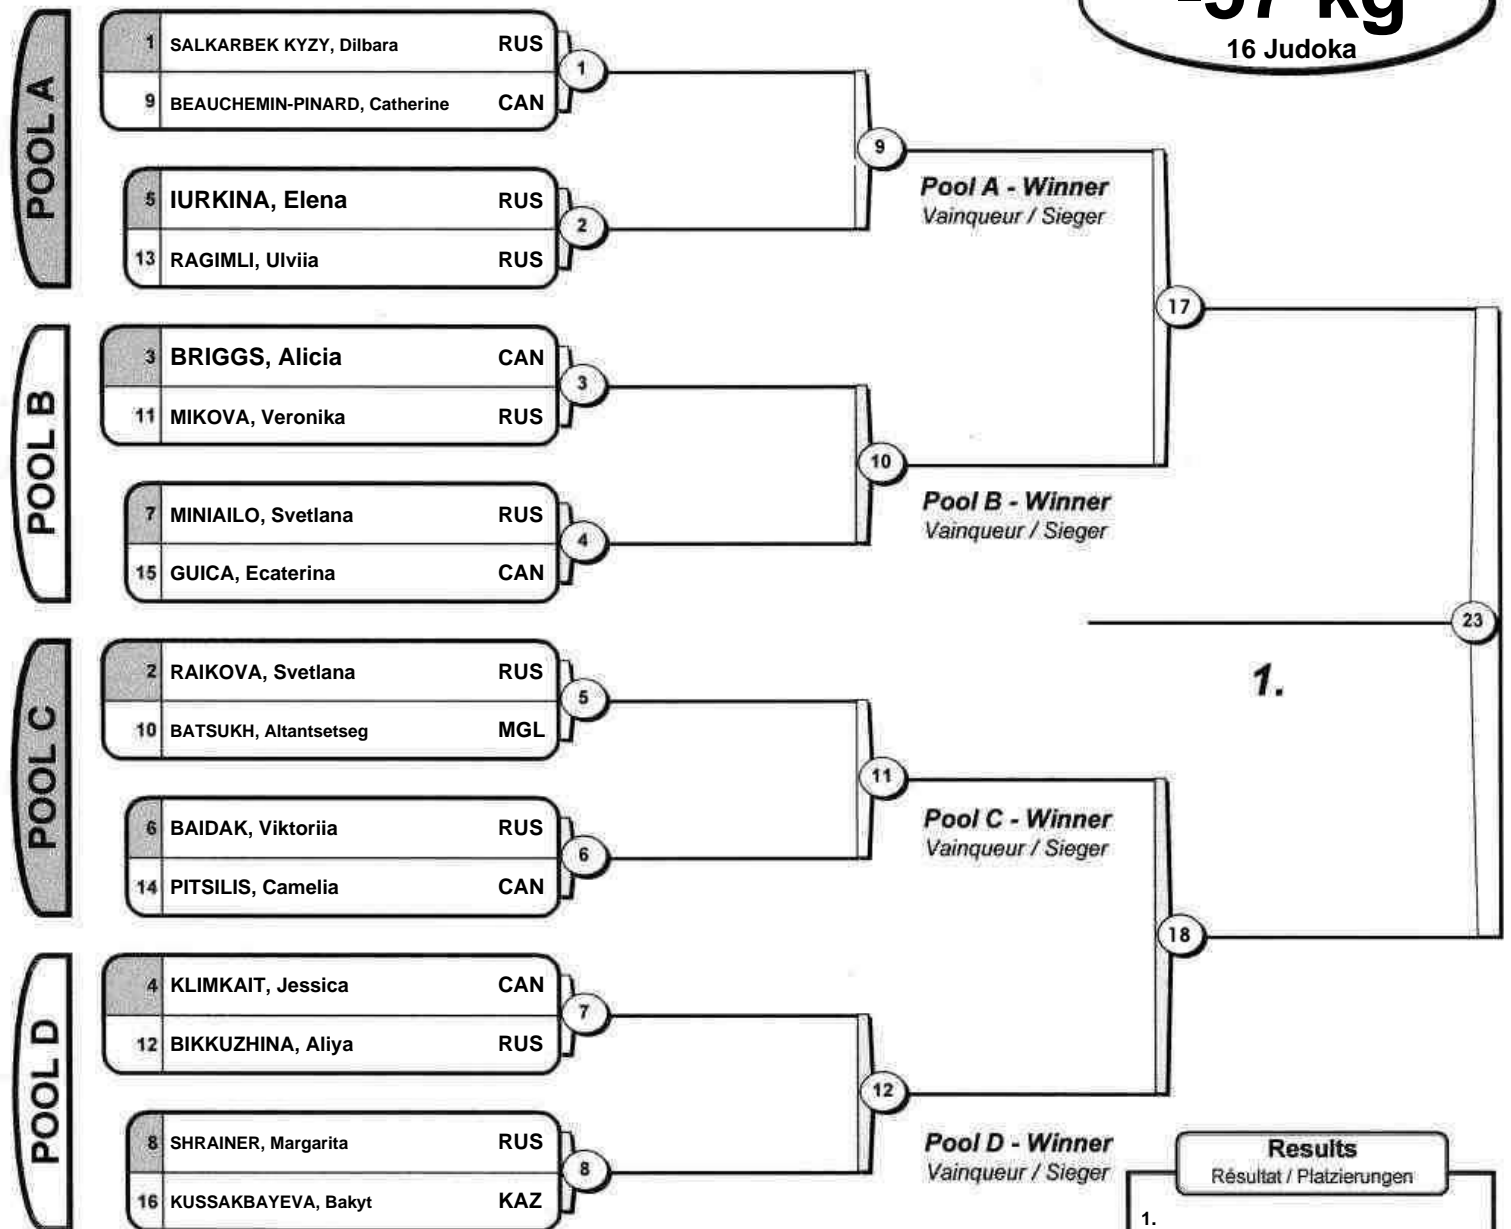 -57 kg
16 Judoka
POOL A
1 SALKARBEK KYZY, Dilbara RUS
9 BEAUCHEMIN-PINARD, Catherine CAN
1
5 IURKINA, Elena RUS
13 RAGIMLI, Ulviia RUS
2
9
Pool A - Winner
Vainqueur / Sieger
POOL B
3 BRIGGS, Alicia CAN
11 MIKOVA, Veronika RUS
3
7 MINIAILO, Svetlana RUS
15 GUICA, Ecaterina CAN
4
10
Pool B - Winner
Vainqueur / Sieger
17
POOL C
2 RAIKOVA, Svetlana RUS
10 BATSUKH, Altantsetseg MGL
5
6 BAIDAK, Viktoriia RUS
14 PITSILIS, Camelia CAN
6
11
Pool C - Winner
Vainqueur / Sieger
POOL D
4 KLIMKAIT, Jessica CAN
12 BIKKUZHINA, Aliya RUS
7
8 SHRAINER, Margarita RUS
16 KUSSAKBAYEVA, Bakyt KAZ
8
12
Pool D - Winner
Vainqueur / Sieger
18
23
1.
Results
Résultat / Platzierungen
1.